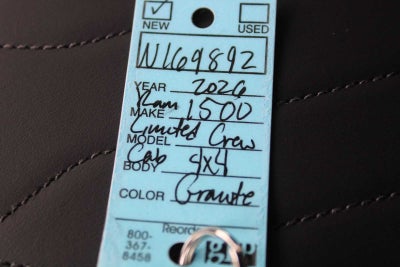 ✓ NEW USED
N169892
YEAR 2026
MAKE Ram 1500
MODEL Limited Crew
BODY Cab 4x4
COLOR Granite
Reorder
800-
367-
8458